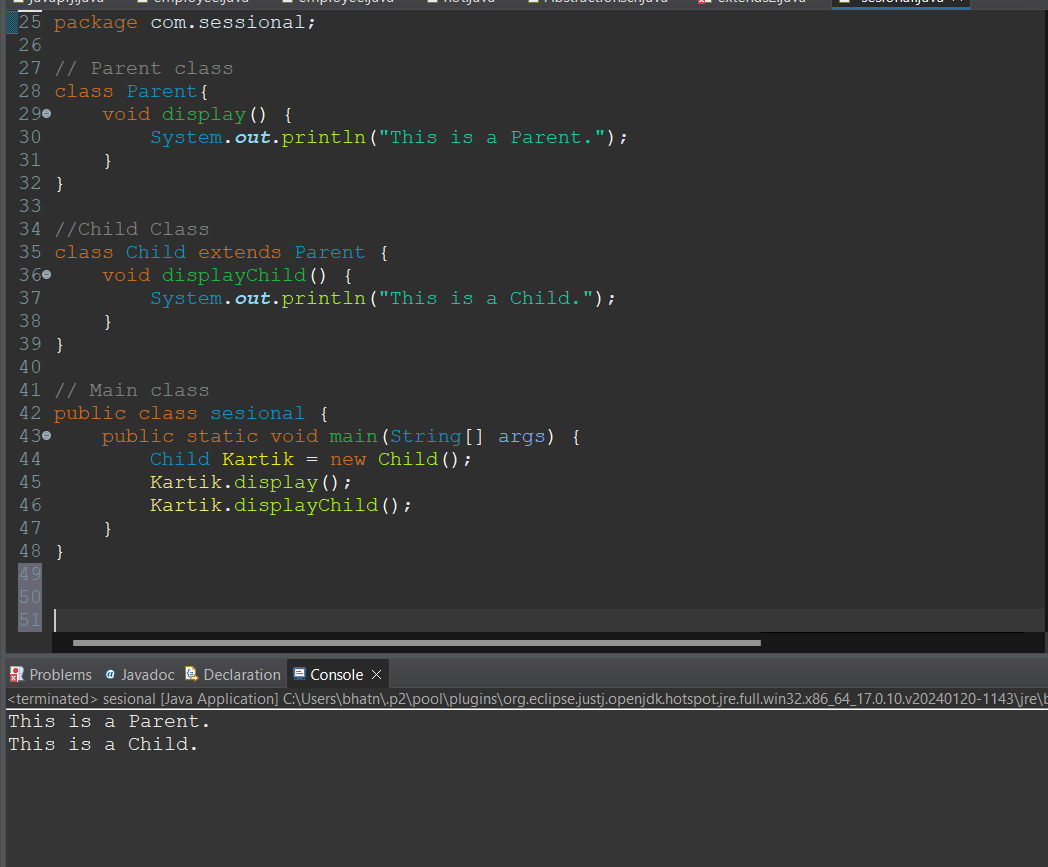 25 package com.sessional;
26
27 // Parent class
28 class Parent{
29 void display() {
30 System.out.println("This is a Parent.");
31 }
32 }
33
34 //Child Class
35 class Child extends Parent {
36 void displayChild() {
37 System.out.println("This is a Child.");
38 }
39 }
40
41 // Main class
42 public class sesional {
43 public static void main(String[] args) {
44 Child Kartik = new Child();
45 Kartik.display();
46 Kartik.displayChild();
47 }
48 }
49
50
51
Problems @ Javadoc Declaration Console
<terminated> sesional [Java Application] C:\Users\bhatn\.p2\pool\plugins\org.eclipse.justj.openjdk.hotspot.jre.full.win32.x86_64_17.0.10.v20240120-1143\jre\
This is a Parent.
This is a Child.